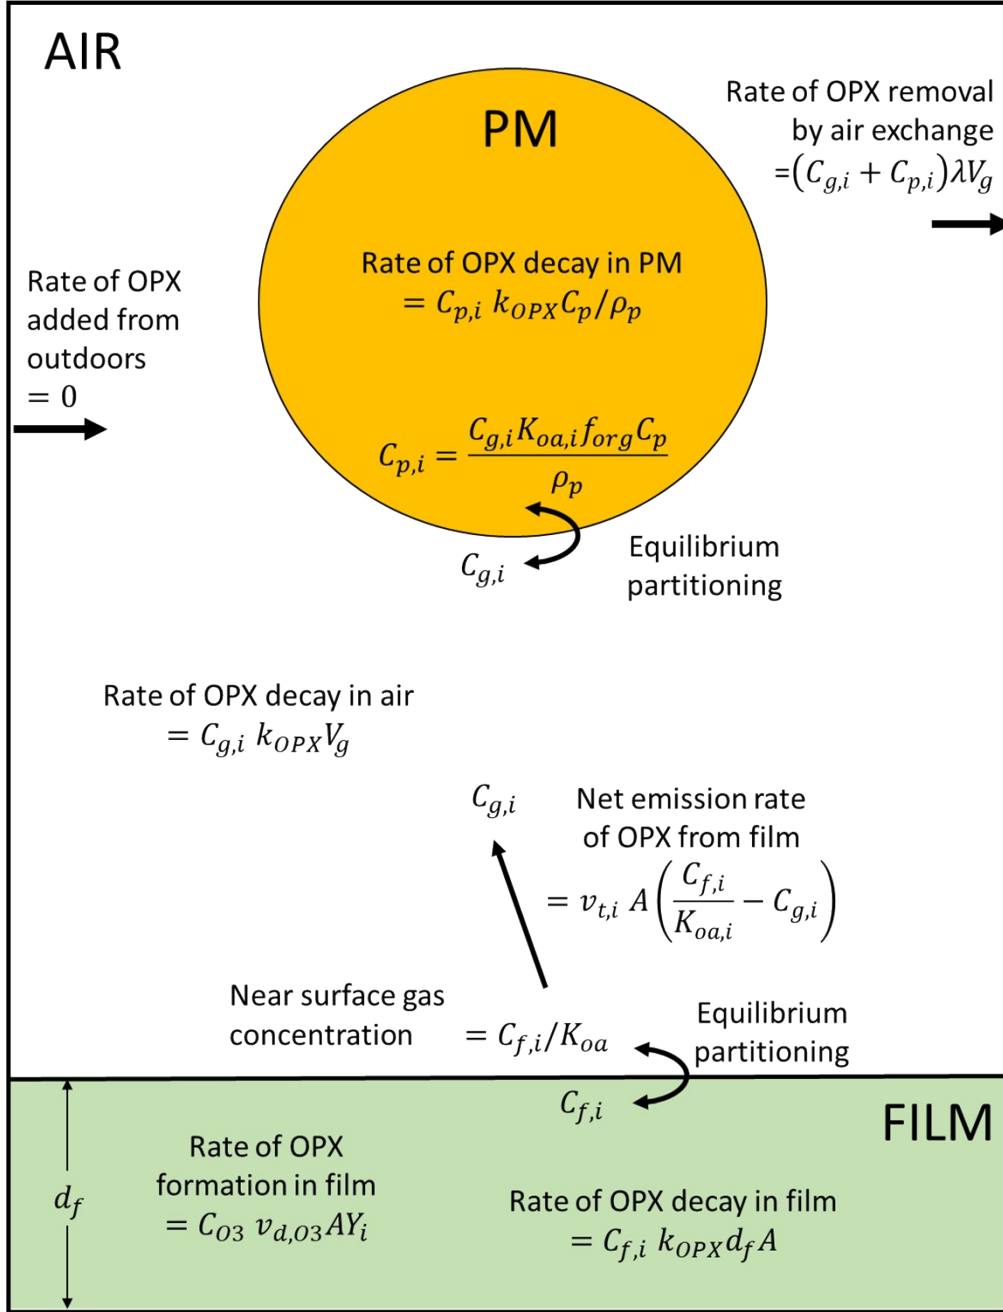 AIR
PM
Rate of OPX removal
by air exchange
=(C_{g,i} + C_{p,i})λV_g
Rate of OPX decay in PM
= C_{p,i} k_{OPX}C_p/ρ_p
Rate of OPX
added from
outdoors
= 0
C_{p,i} = \frac{C_{g,i}K_{oa,i}f_{org}C_p}{ρ_p}
C_{g,i}
Equilibrium
partitioning
Rate of OPX decay in air
= C_{g,i} k_{OPX}V_g
C_{g,i}
Net emission rate
of OPX from film
= v_{t,i} A\left(\frac{C_{f,i}}{K_{oa,i}} − C_{g,i}\right)
Near surface gas
concentration
= C_{f,i}/K_{oa}
Equilibrium
partitioning
C_{f,i}
FILM
d_f
Rate of OPX
formation in film
= C_{O3} v_{d,O3}AY_i
Rate of OPX decay in film
= C_{f,i} k_{OPX}d_fA